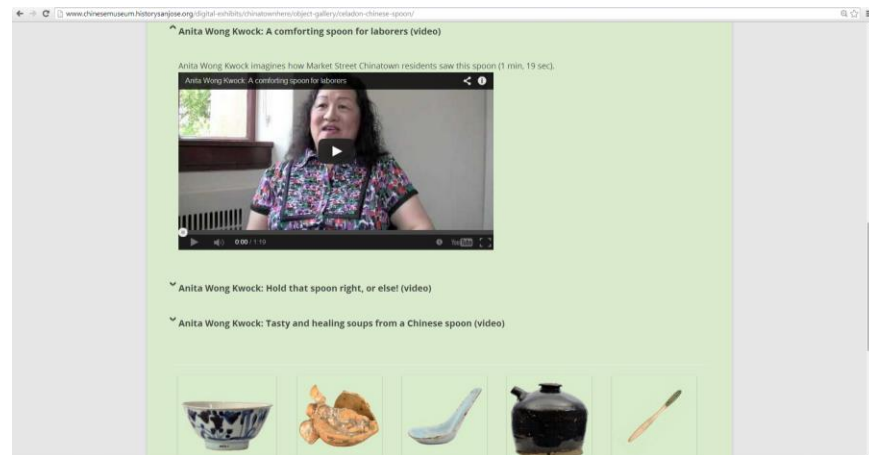 www.chinesemuseum.historysanjose.org/digital-exhibits/chinatownhere/object-gallery/celadon-chinese-spoon/
Anita Wong Kwock: A comforting spoon for laborers (video)
Anita Wong Kwock imagines how Market Street Chinatown residents saw this spoon (1 min, 19 sec).
Anita Wong Kwock: A comforting spoon for laborers
0:00 / 1:19
YouTube
Anita Wong Kwock: Hold that spoon right, or else! (video)
Anita Wong Kwock: Tasty and healing soups from a Chinese spoon (video)